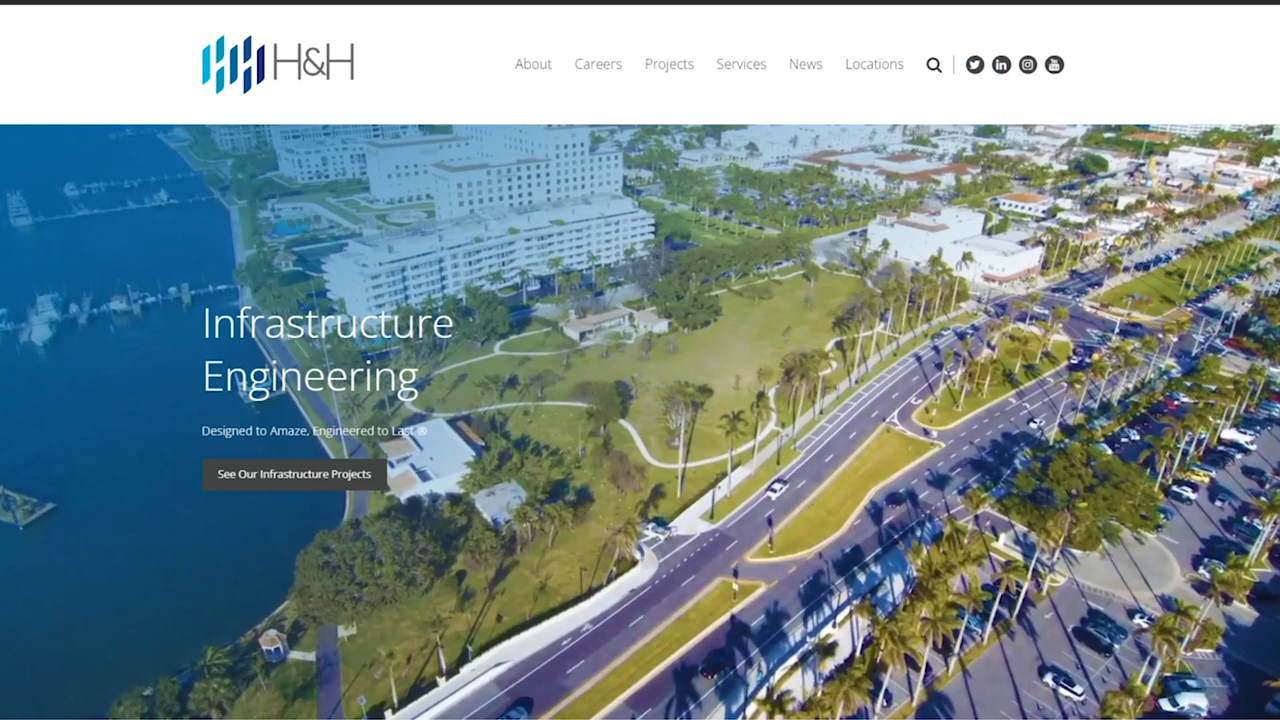 H&H
About Careers Projects Services News Locations
Infrastructure
Engineering
Designed to Amaze, Engineered to Last ®
See Our Infrastructure Projects